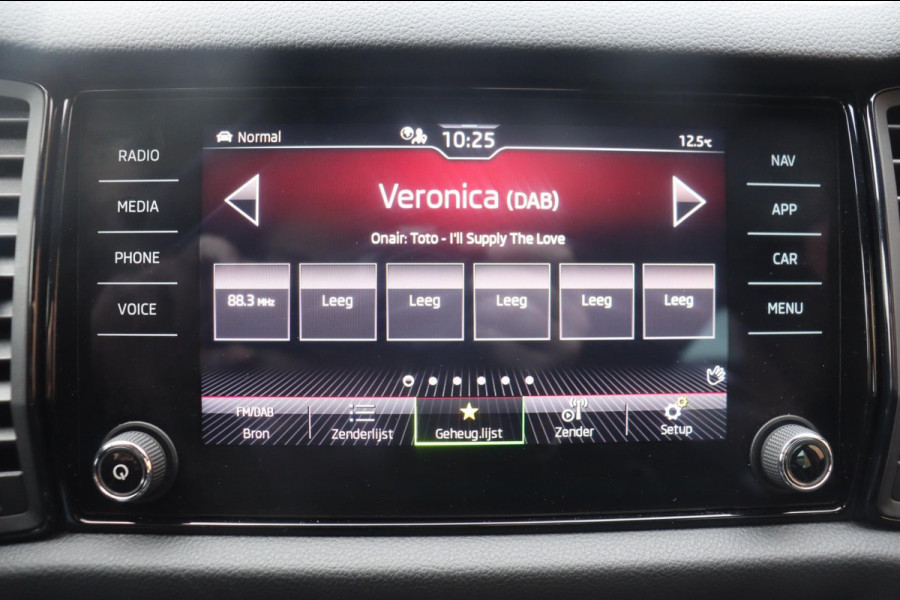 Normal 10:25 12.5°C
RADIO
MEDIA
PHONE
VOICE
Veronica (DAB)
Onair: Toto - I'll Supply The Love
88.3 MHz Leeg Leeg Leeg Leeg Leeg
FM/DAB
Bron Zenderlijst Geheug.lijst Zender Setup
NAV
APP
CAR
MENU